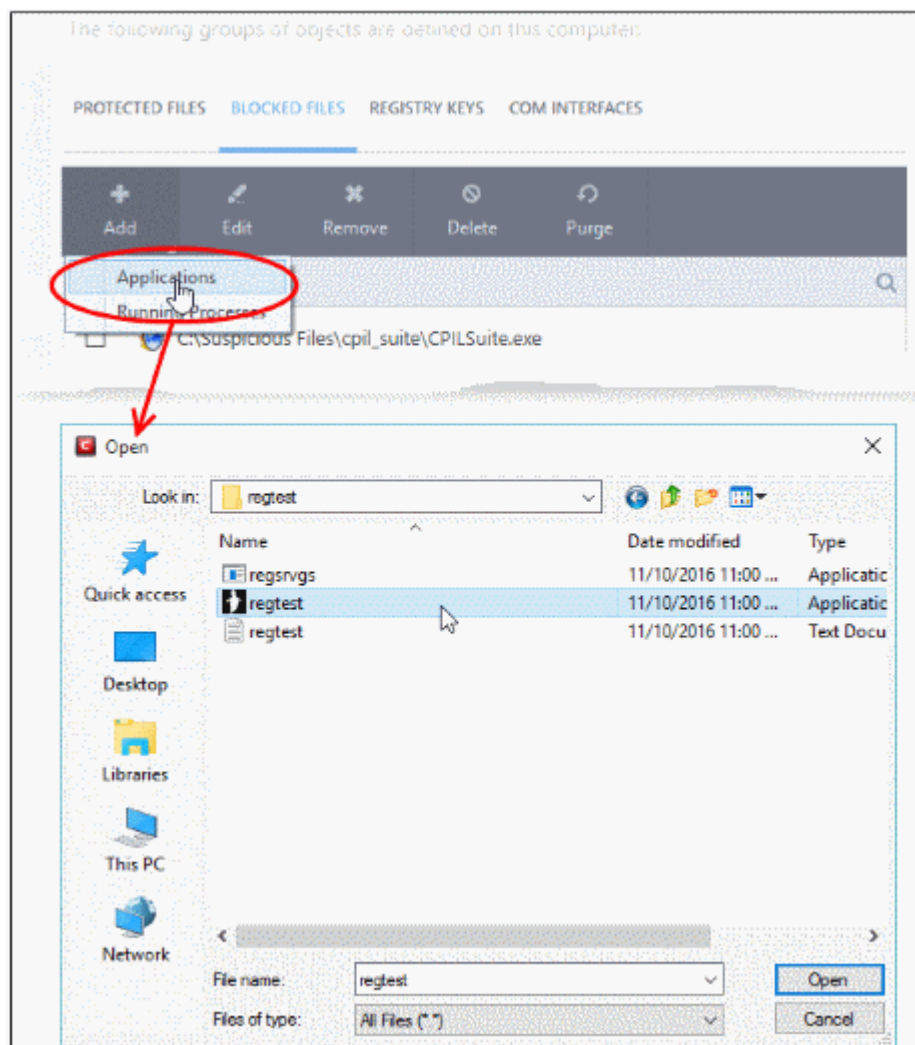 The following groups of objects are defined on this computer:
PROTECTED FILES BLOCKED FILES REGISTRY KEYS COM INTERFACES
Add Edit Remove Delete Purge
Applications
Running Processes
C:\Suspicious Files\cpil_suite\CPILSuite.exe
Open
Look in: regtest
Name Date modified Type
regsrvgs 11/10/2016 11:00 ... Applicatic
regtest 11/10/2016 11:00 ... Applicatic
regtest 11/10/2016 11:00 ... Text Docu
Quick access
Desktop
Libraries
This PC
Network
File name: regtest Open
Files of type: All Files (*.*) Cancel